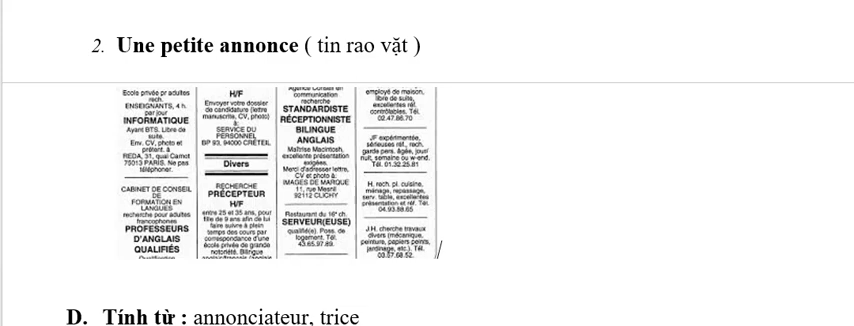 2. Une petite annonce ( tin rao vặt )
Ecole privée pr adultes
rech.
ENSEIGNANTS, 4 h.
par jour
INFORMATIQUE
Ayant BTS. Libre de
suite.
Env. CV, photo et
prétent. à
REDA, 31, quai Carnot
75013 PARIS. Ne pas
téléphoner.
CABINET DE CONSEIL
DE
FORMATION EN
LANGUES
recherche pour adultes
francophones
PROFESSEURS
D'ANGLAIS
QUALIFIÉS
H/F
Envoyer votre dossier
de candidature (lettre
manuscrite, CV, photo)
à:
SERVICE DU
PERSONNEL
BP 93, 94000 CRÉTEIL
Divers
RECHERCHE
PRÉCEPTEUR
H/F
entre 25 et 35 ans, pour
fille de 9 ans afin de lui
faire suivre à plein
temps des cours par
correspondance d'une
école privée de grande
notoriété. Bilingue
communication
recherche
STANDARDISTE
RÉCEPTIONNISTE
BILINGUE
ANGLAIS
Maîtrise Macintosh,
excellente présentation
exigées.
Merci d'adresser lettre,
CV et photo à:
IMAGES DE MARQUE
11, rue Mesnil
92112 CLICHY
Restaurant du 16e ch.
SERVEUR(EUSE)
qualifié(e). Poss. de
logement. Tél.
43.65.97.89.
employé de maison,
libre de suite,
excellentes réf.
contrôlables. Tél.
02.47.86.70
JF expérimentée,
sérieuses réf., rech.
garde pers. âgée, jour/
nuit, semaine ou w-end.
Tél. 01.32.25.81
H. rech. pl. cuisine,
ménage, repassage,
serv. table, excellentes
présentation et réf. Tél.
04.93.88.65
J.H. cherche travaux
divers (mécanique,
peinture, papiers peints,
jardinage, etc.). Tél.
03.57.68.52.
/
D. Tính từ : annonciateur, trice